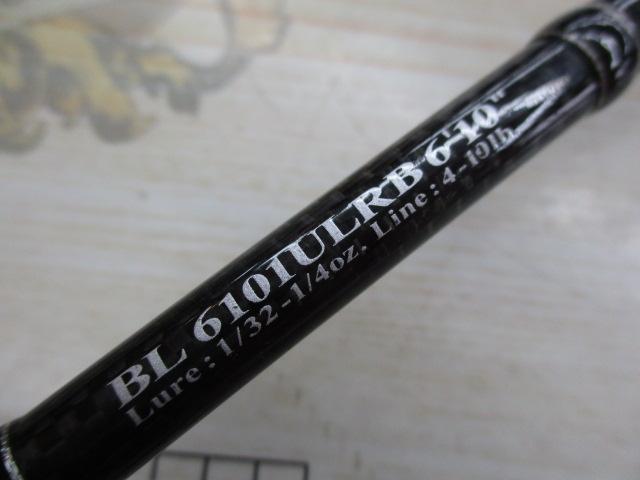 BL 6101ULRB 6'10"
Lure: 1/32-1/4oz. Line: 4-10lb